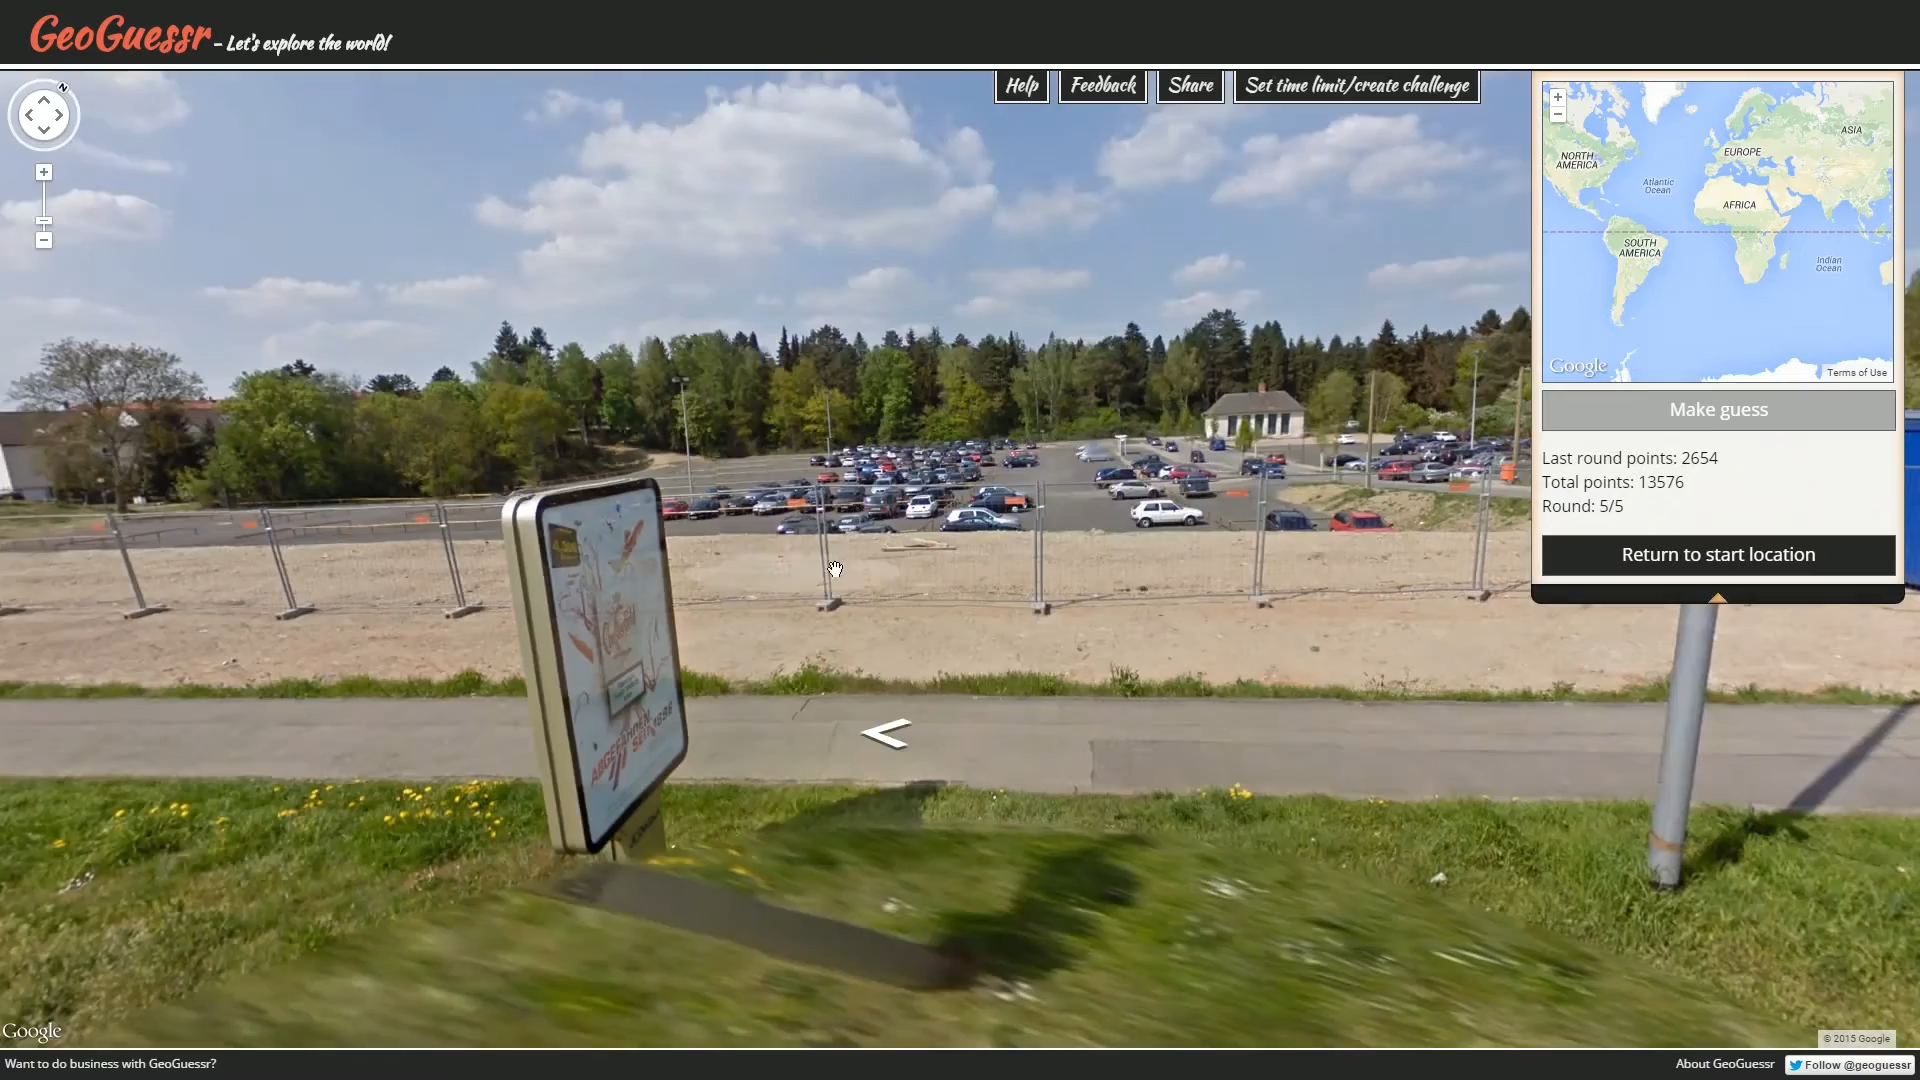 GeoGuessr - Let's explore the world!
Help
Feedback
Share
Set time limit/create challenge
N
+
−
+
−
NORTH AMERICA
EUROPE
ASIA
Atlantic Ocean
AFRICA
SOUTH AMERICA
Indian Ocean
Google
Terms of Use
Make guess
Last round points: 2654
Total points: 13576
Round: 5/5
Return to start location
ABGEFAHREN
SEIT 1898
Google
© 2015 Google
Want to do business with GeoGuessr?
About GeoGuessr
Follow @geoguessr